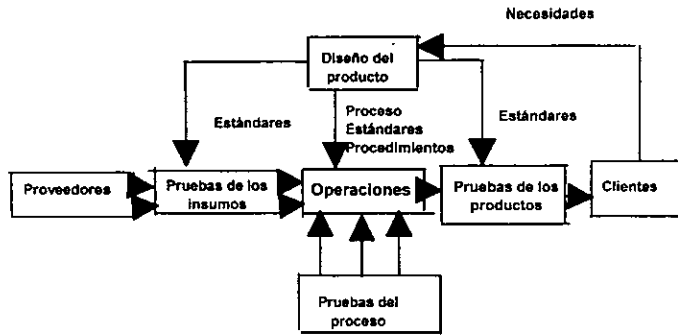 Necesidades
Diseño del
producto
Estándares
Proceso
Estándares
Procedimientos
Estándares
Proveedores
Pruebas de los
insumos
Operaciones
Pruebas de los
productos
Clientes
Pruebas del
proceso